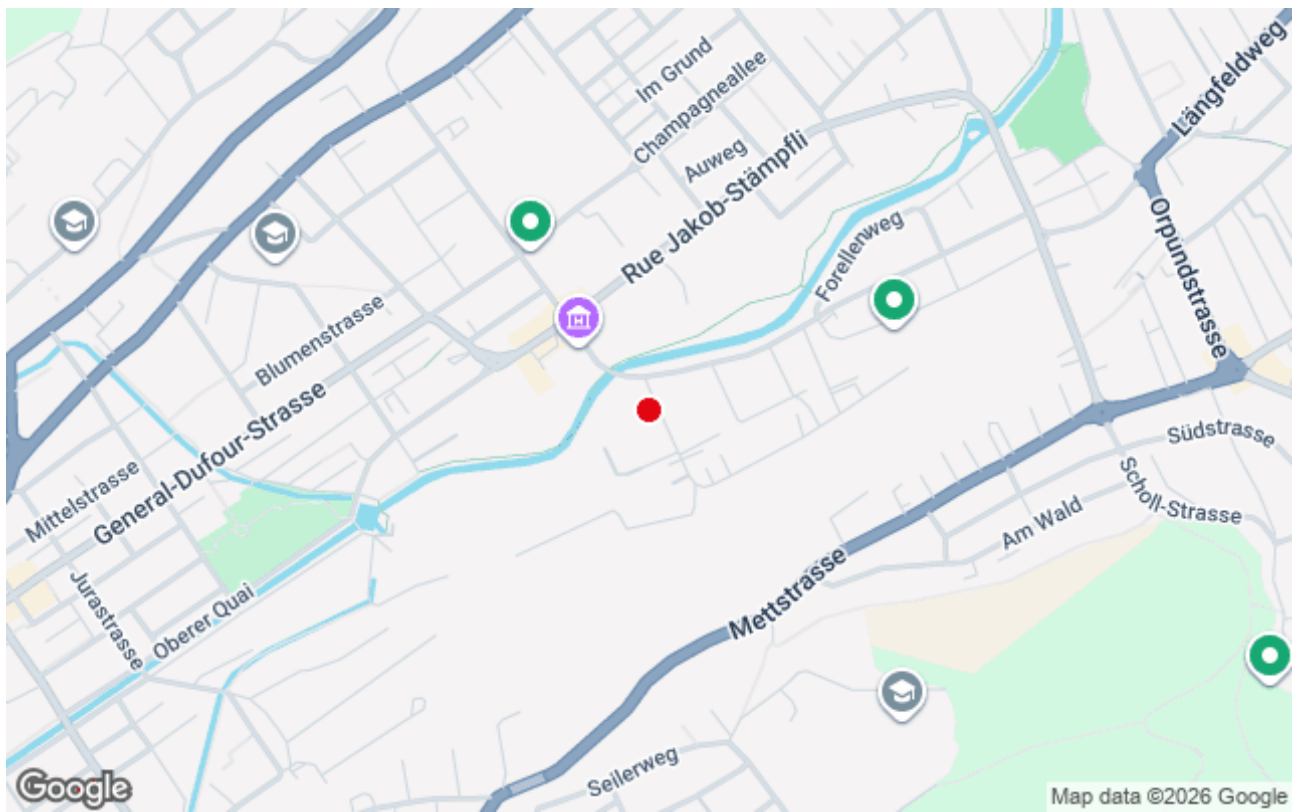 Im Grund
Champagneallee
Längfeldweg
Auweg
Rue Jakob-Stämpfli
Orpundstrasse
Forellenweg
Blumenstrasse
General-Dufour-Strasse
Mittelstrasse
Südstrasse
Scholl-Strasse
Am Wald
Jurastrasse
Oberer Quai
Mettstrasse
Seilerweg
H
Google
Map data ©2026 Google